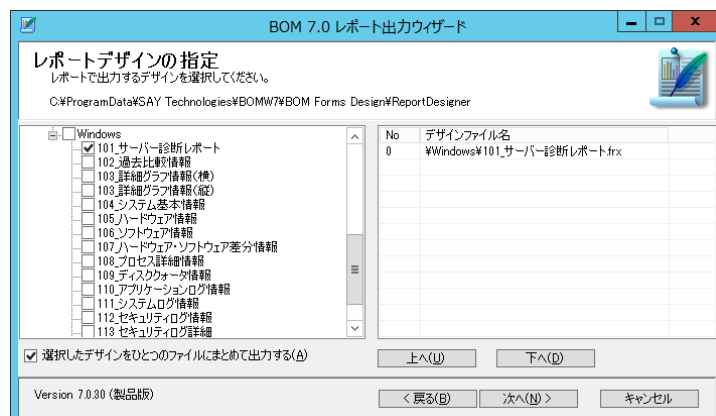 BOM 7.0 レポート出力ウィザード
レポートデザインの指定
レポートで出力するデザインを選択してください。
C:¥ProgramData¥SAY Technologies¥BOMW7¥BOM Forms Design¥ReportDesigner
Windows
101_サーバー診断レポート
102_過去比較情報
103_詳細グラフ情報(横)
103_詳細グラフ情報(縦)
104_システム基本情報
105_ハードウェア情報
106_ソフトウェア情報
107_ハードウェア・ソフトウェア差分情報
108_プロセス詳細情報
109_ディスククォータ情報
110_アプリケーションログ情報
111_システムログ情報
112_セキュリティログ情報
113_セキュリティログ詳細
No デザインファイル名
0 ¥Windows¥101_サーバー診断レポート.frx
選択したデザインをひとつのファイルにまとめて出力する(A)
上へ(U) 下へ(D)
Version 7.0.30 (製品版)
< 戻る(B) 次へ(N) > キャンセル